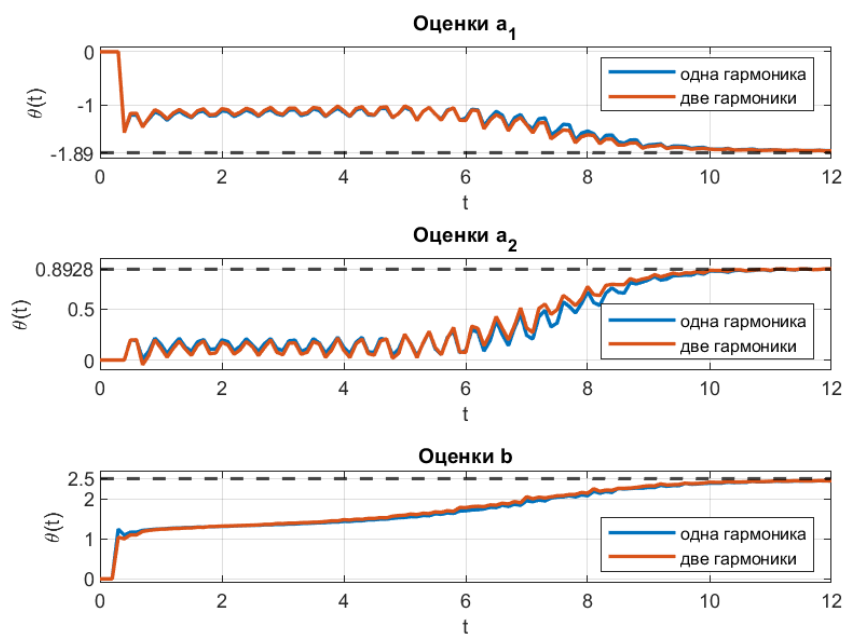 Оценки a₁
θ(t)
0
-1
-1.89
одна гармоника
две гармоники
0 2 4 6 8 10 12
t
Оценки a₂
θ(t)
0.8928
0.5
0
одна гармоника
две гармоники
0 2 4 6 8 10 12
t
Оценки b
θ(t)
2.5
2
1
0
одна гармоника
две гармоники
0 2 4 6 8 10 12
t